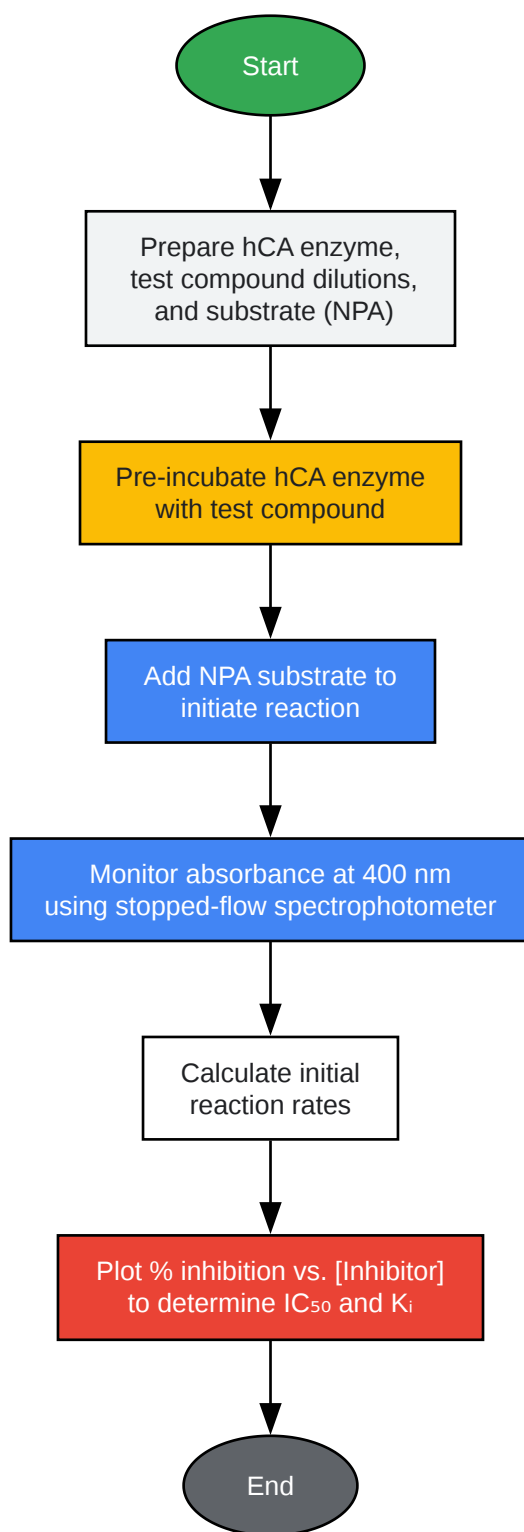 Start
Prepare hCA enzyme,
test compound dilutions,
and substrate (NPA)
Pre-incubate hCA enzyme
with test compound
Add NPA substrate to
initiate reaction
Monitor absorbance at 400 nm
using stopped-flow spectrophotometer
Calculate initial
reaction rates
Plot % inhibition vs. [Inhibitor]
to determine IC₅₀ and Kᵢ
End